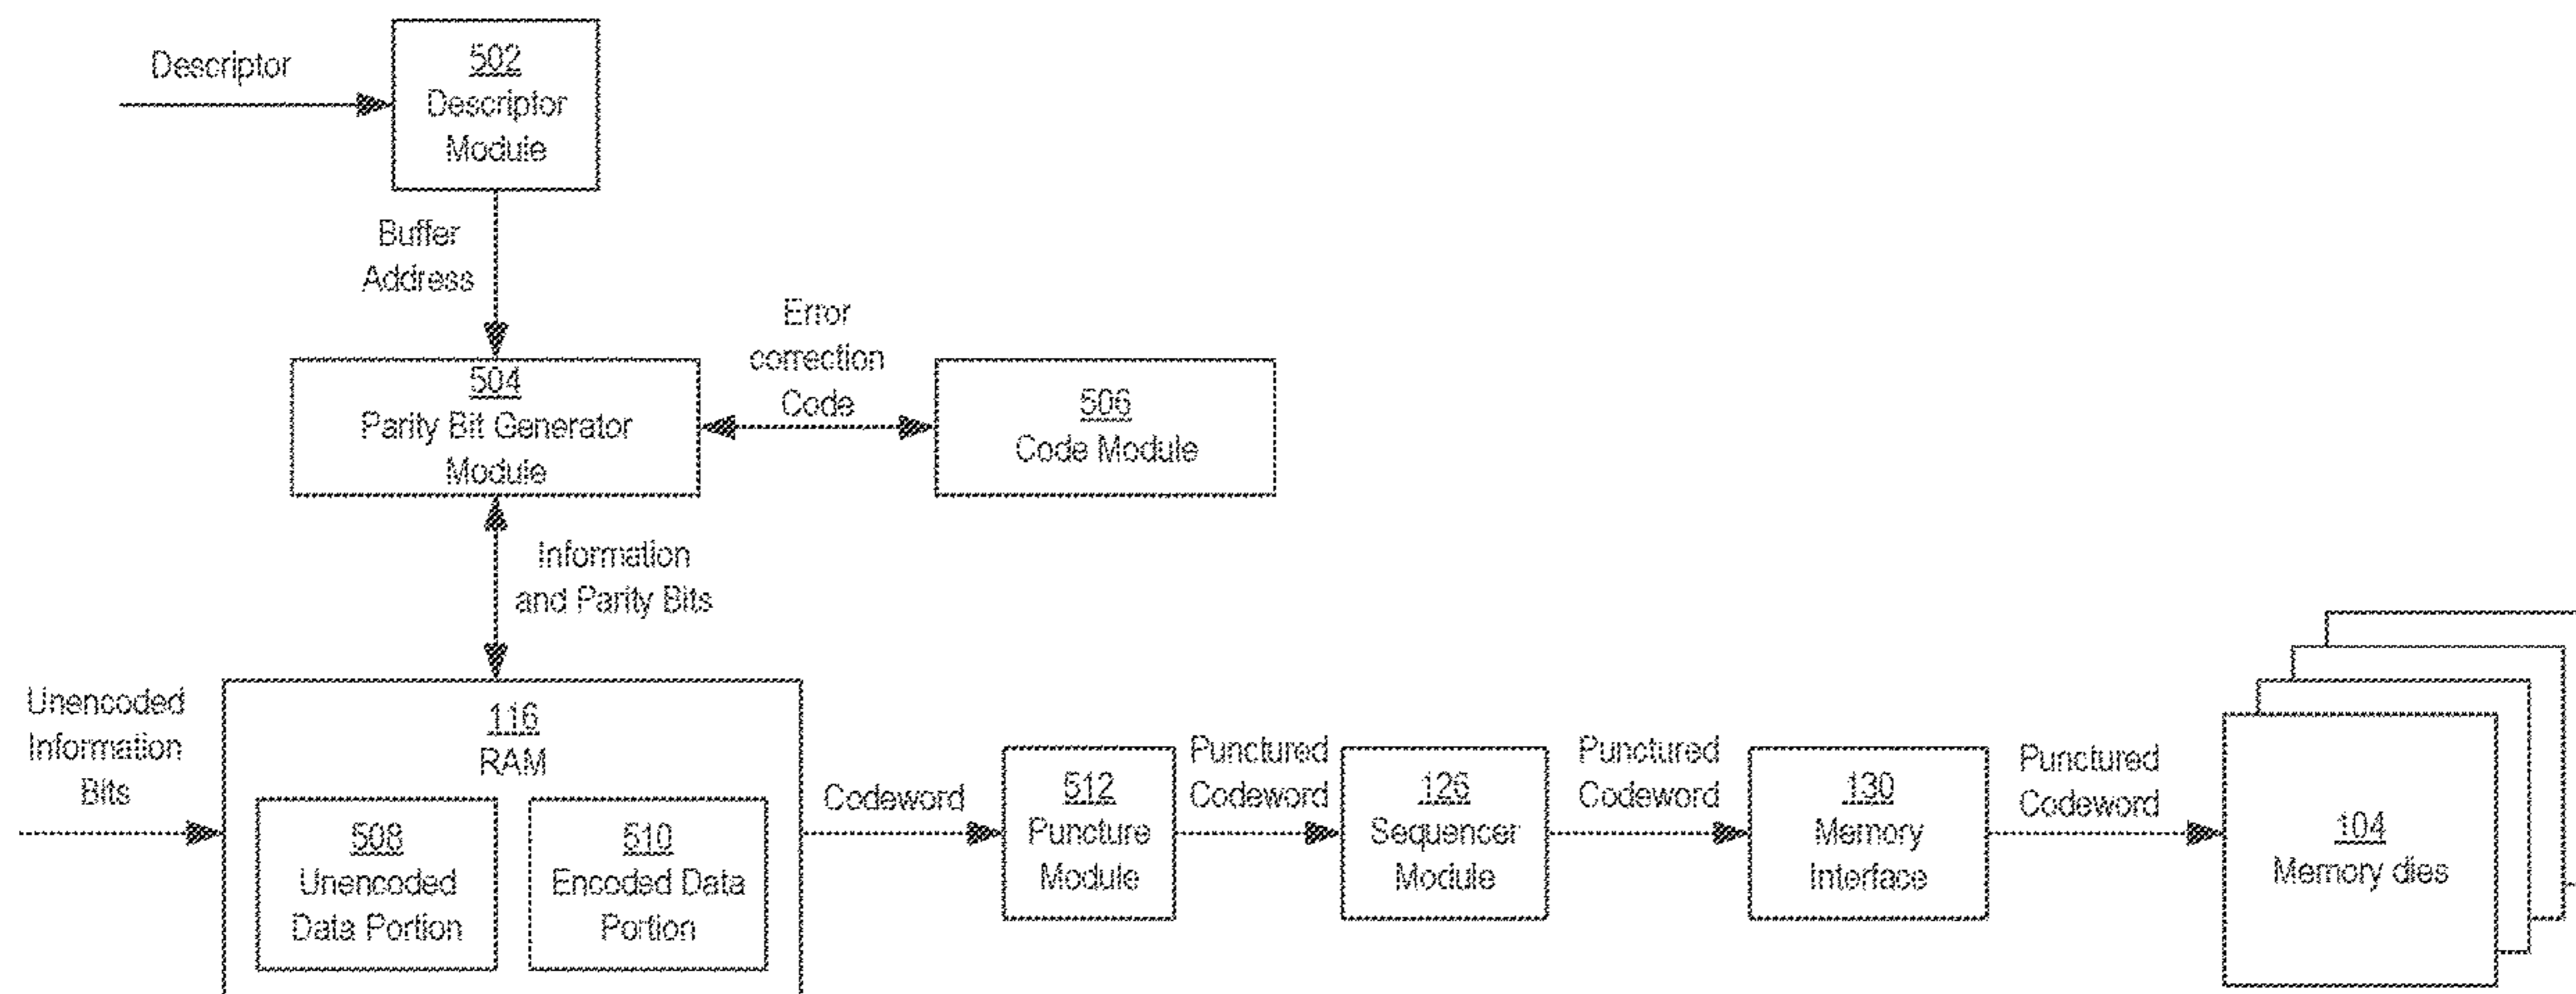 Descriptor
502
Descriptor
Module
Buffer
Address
Error
correction
Code
504
Parity Bit Generator
Module
506
Code Module
Information
and Parity Bits
Unencoded
Information
Bits
116
RAM
508
Unencoded
Data Portion
510
Encoded Data
Portion
Codeword
512
Puncture
Module
Punctured
Codeword
126
Sequencer
Module
Punctured
Codeword
130
Memory
Interface
Punctured
Codeword
104
Memory dies